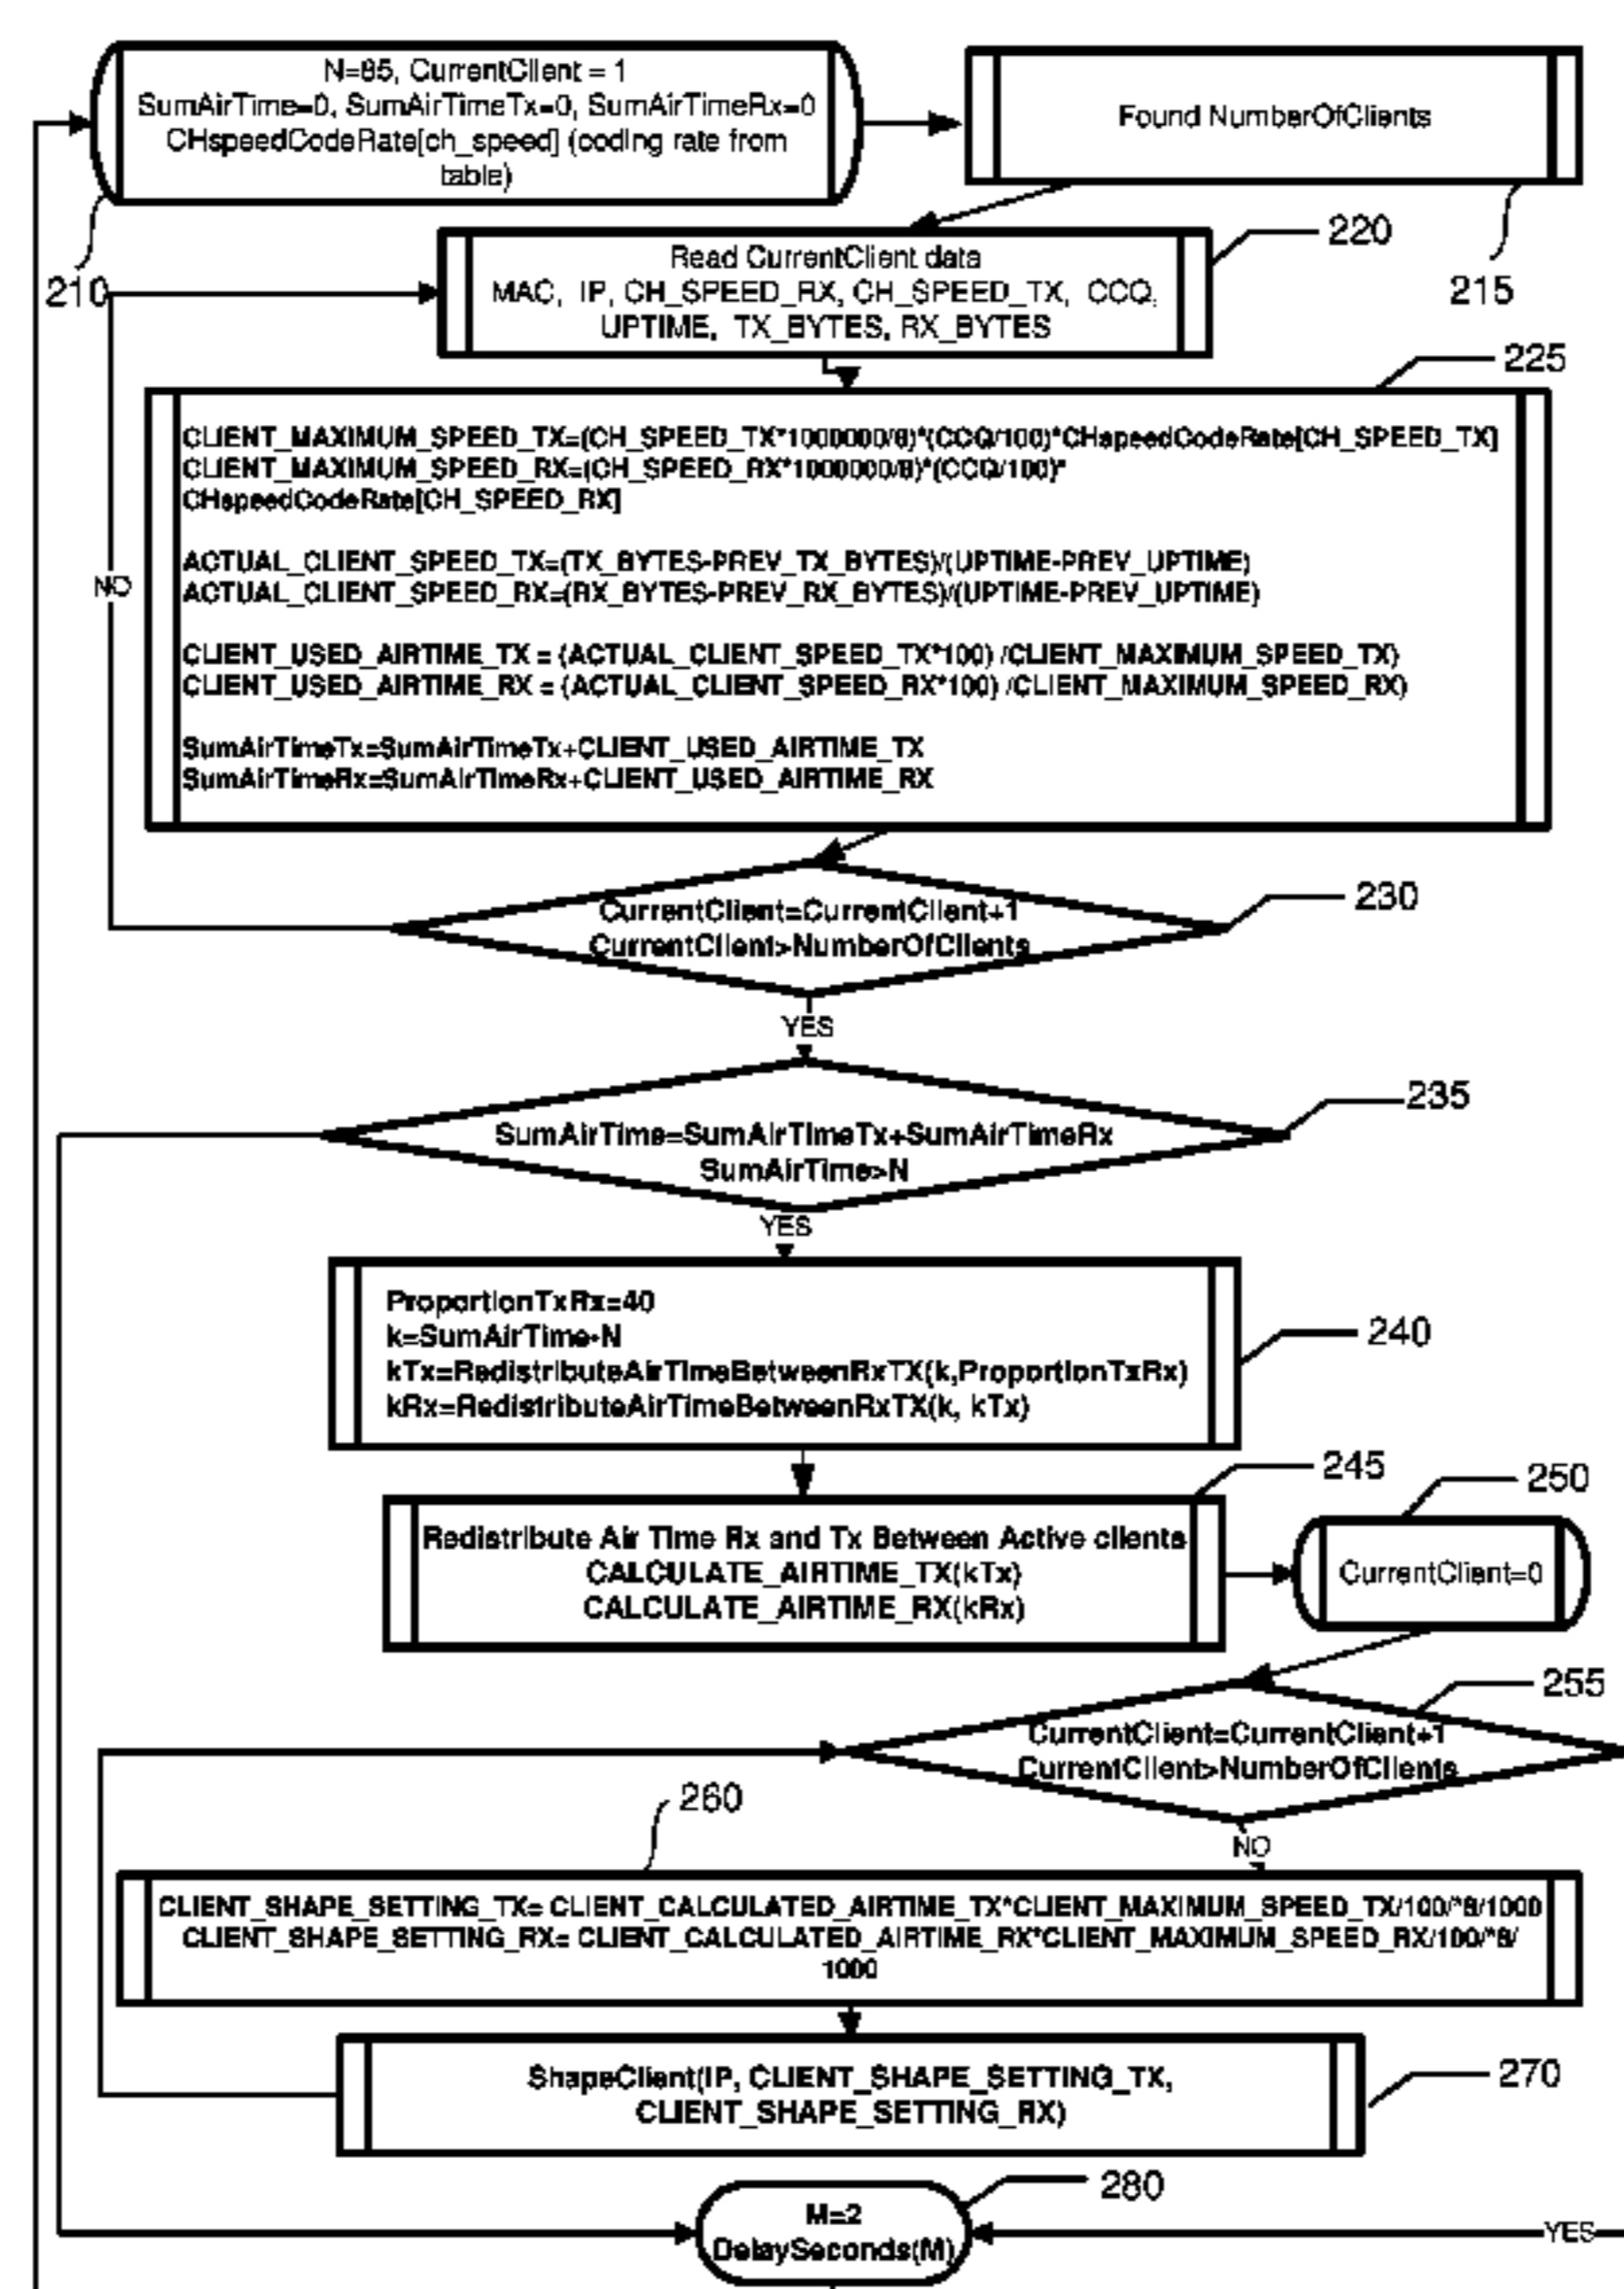 N=85, CurrentClient = 1
SumAirTime=0, SumAirTimeTx=0, SumAirTimeRx=0
CHspeedCodeRate[ch_speed] (coding rate from
table)
210
Found NumberOfClients
215
Read CurrentClient data
MAC, IP, CH_SPEED_RX, CH_SPEED_TX, CCQ,
UPTIME, TX_BYTES, RX_BYTES
220
225
CLIENT_MAXIMUM_SPEED_TX=(CH_SPEED_TX*1000000/8)*(CCQ/100)*CHspeedCodeRate[CH_SPEED_TX]
CLIENT_MAXIMUM_SPEED_RX=(CH_SPEED_RX*1000000/8)*(CCQ/100)*
CHspeedCodeRate[CH_SPEED_RX]
ACTUAL_CLIENT_SPEED_TX=(TX_BYTES-PREV_TX_BYTES)/(UPTIME-PREV_UPTIME)
ACTUAL_CLIENT_SPEED_RX=(RX_BYTES-PREV_RX_BYTES)/(UPTIME-PREV_UPTIME)
CLIENT_USED_AIRTIME_TX = (ACTUAL_CLIENT_SPEED_TX*100) /CLIENT_MAXIMUM_SPEED_TX)
CLIENT_USED_AIRTIME_RX = (ACTUAL_CLIENT_SPEED_RX*100) /CLIENT_MAXIMUM_SPEED_RX)
SumAirTimeTx=SumAirTimeTx+CLIENT_USED_AIRTIME_TX
SumAirTimeRx=SumAirTimeRx+CLIENT_USED_AIRTIME_RX
NO
CurrentClient=CurrentClient+1
CurrentClient>NumberOfClients
230
YES
SumAirTime=SumAirTimeTx+SumAirTimeRx
SumAirTime>N
235
YES
ProportionTxRx=40
k=SumAirTime-N
kTx=RedistributeAirTimeBetweenRxTX(k,ProportionTxRx)
kRx=RedistributeAirTimeBetweenRxTX(k, kTx)
240
Redistribute Air Time Rx and Tx Between Active clients
CALCULATE_AIRTIME_TX(kTx)
CALCULATE_AIRTIME_RX(kRx)
245
CurrentClient=0
250
CurrentClient=CurrentClient+1
CurrentClient>NumberOfClients
255
NO
260
CLIENT_SHAPE_SETTING_TX= CLIENT_CALCULATED_AIRTIME_TX*CLIENT_MAXIMUM_SPEED_TX/100/*8/1000
CLIENT_SHAPE_SETTING_RX= CLIENT_CALCULATED_AIRTIME_RX*CLIENT_MAXIMUM_SPEED_RX/100/*8/
1000
ShapeClient(IP, CLIENT_SHAPE_SETTING_TX,
CLIENT_SHAPE_SETTING_RX)
270
M=2
DelaySeconds(M)
280
YES